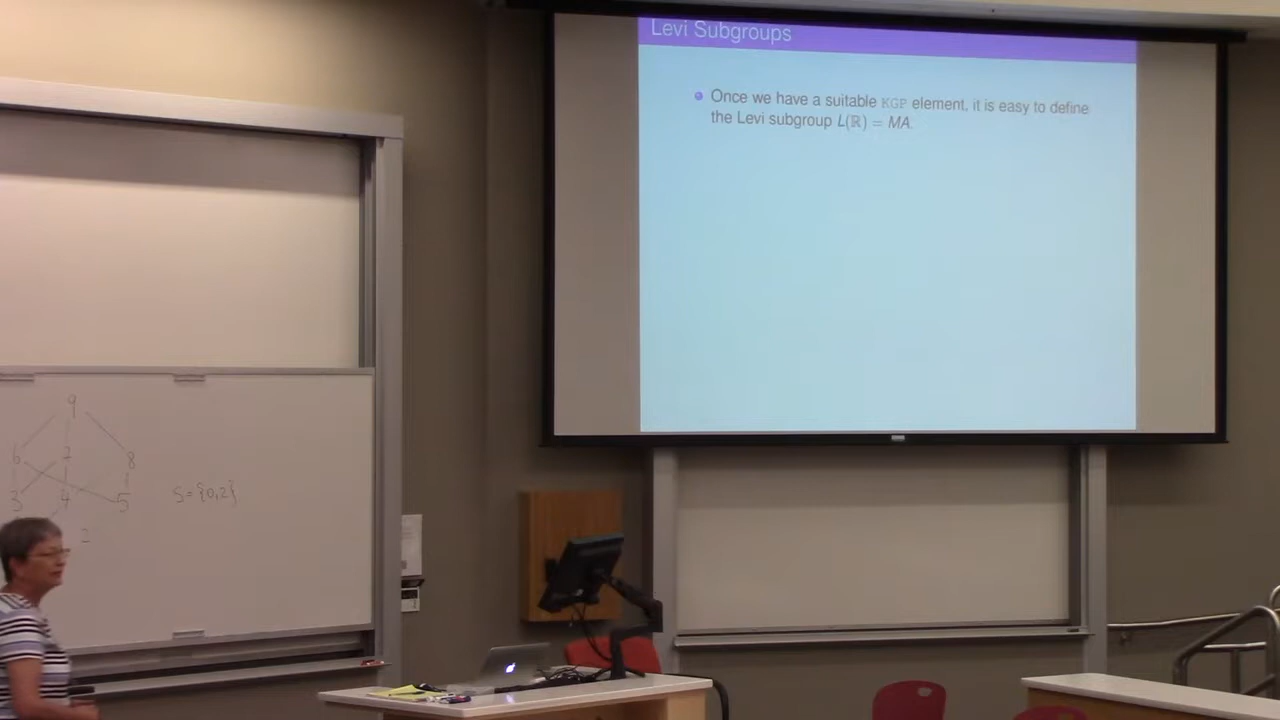 Levi Subgroups
Once we have a suitable KGP element, it is easy to define
the Levi subgroup L(ℝ) = MA.
9
6 7 8
3 4 5
2
S={0,2}